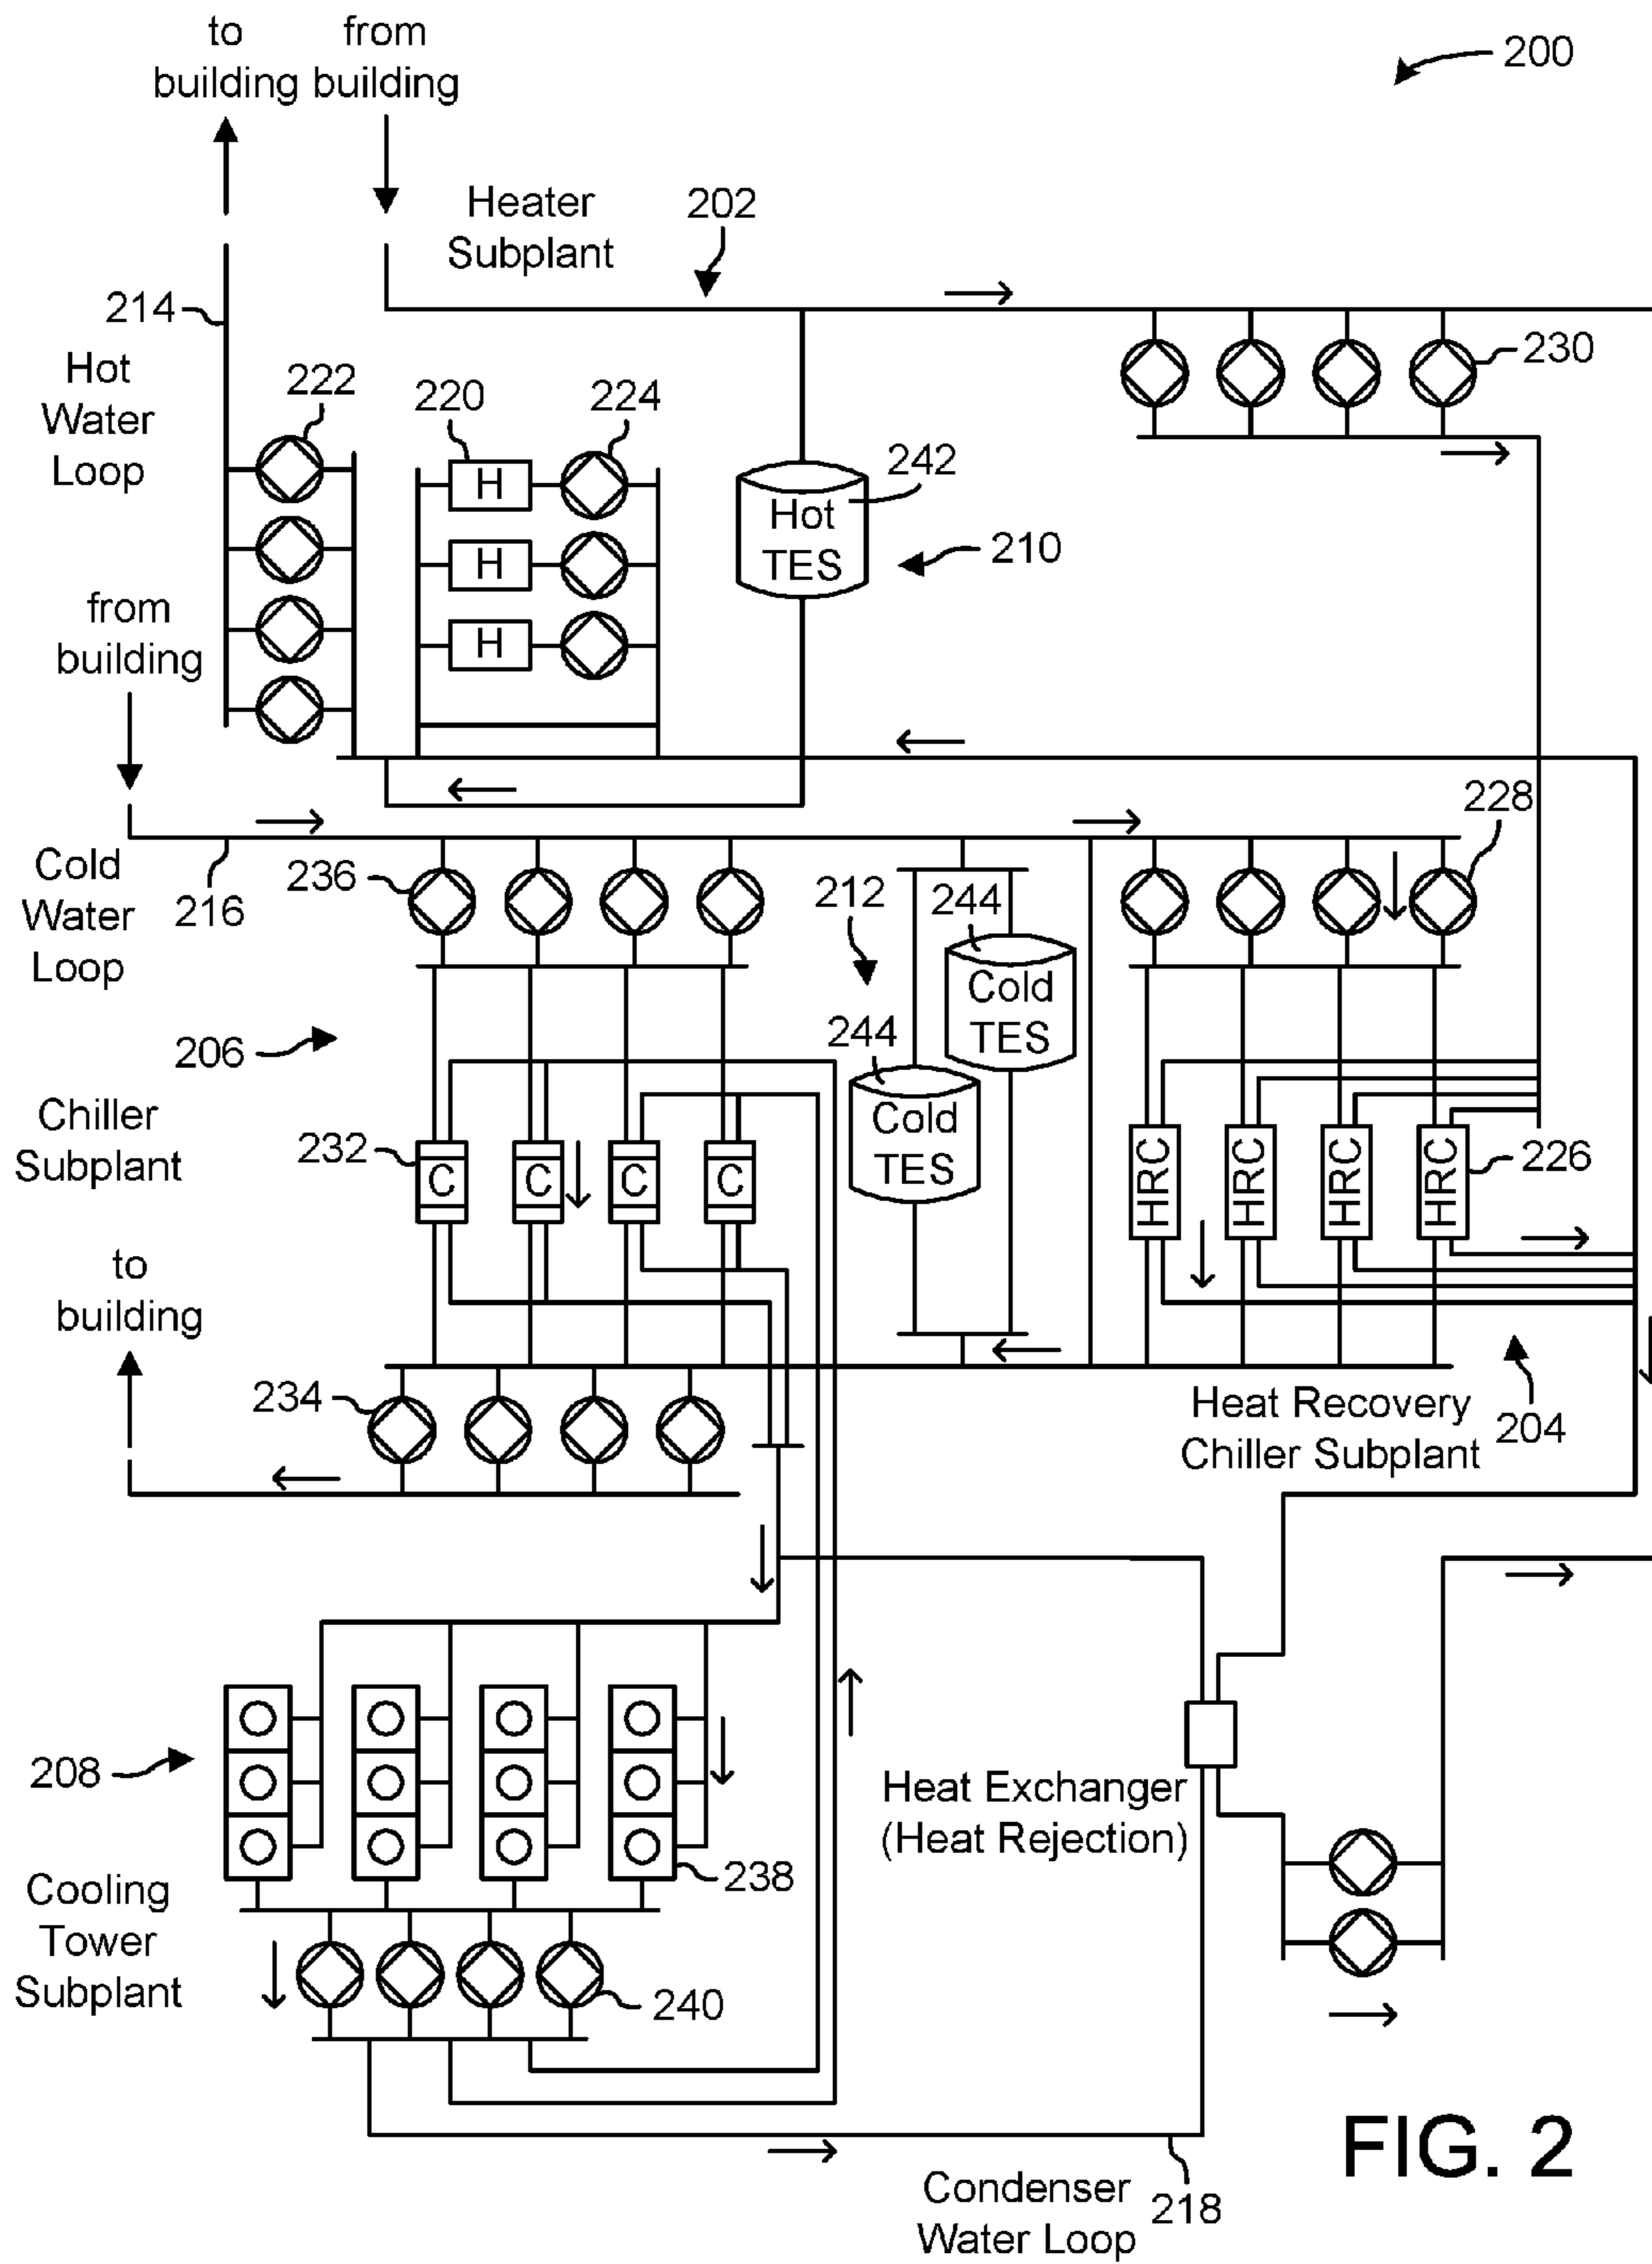 to
building
from
building
200
Heater
Subplant
202
214
Hot
Water
Loop
222
220
224
230
H
H
H
242
Hot
TES
210
from
building
228
Cold
Water
Loop
216
236
212
244
Cold
TES
244
Cold
TES
206
Chiller
Subplant
232
C
C
C
C
HRC
HRC
HRC
HRC
226
to
building
234
Heat Recovery
Chiller Subplant
204
208
Heat Exchanger
(Heat Rejection)
238
Cooling
Tower
Subplant
240
FIG. 2
Condenser
Water Loop
218